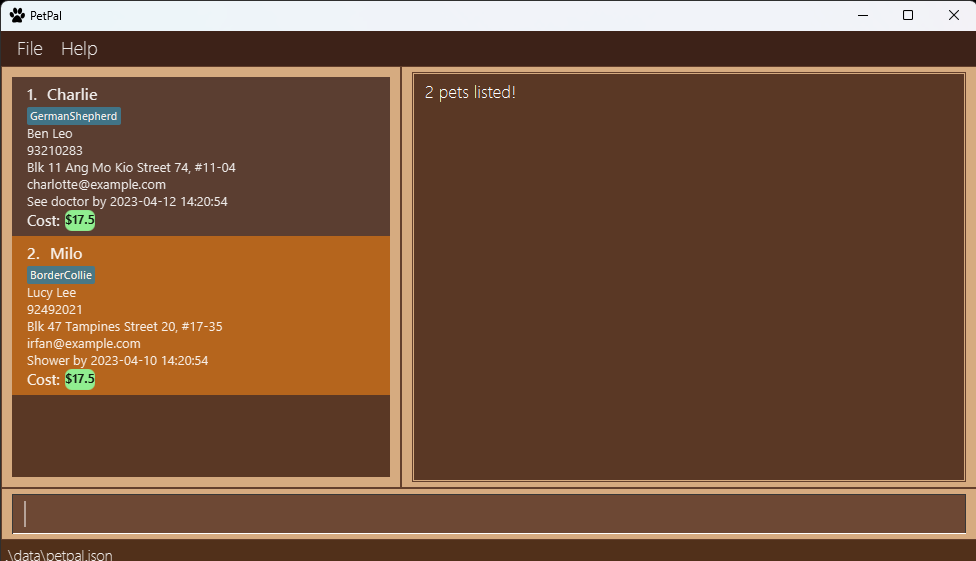 PetPal
File Help
1. Charlie
GermanShepherd
Ben Leo
93210283
Blk 11 Ang Mo Kio Street 74, #11-04
charlotte@example.com
See doctor by 2023-04-12 14:20:54
Cost: $17.5
2. Milo
BorderCollie
Lucy Lee
92492021
Blk 47 Tampines Street 20, #17-35
irfan@example.com
Shower by 2023-04-10 14:20:54
Cost: $17.5
2 pets listed!
.\data\petpal.json